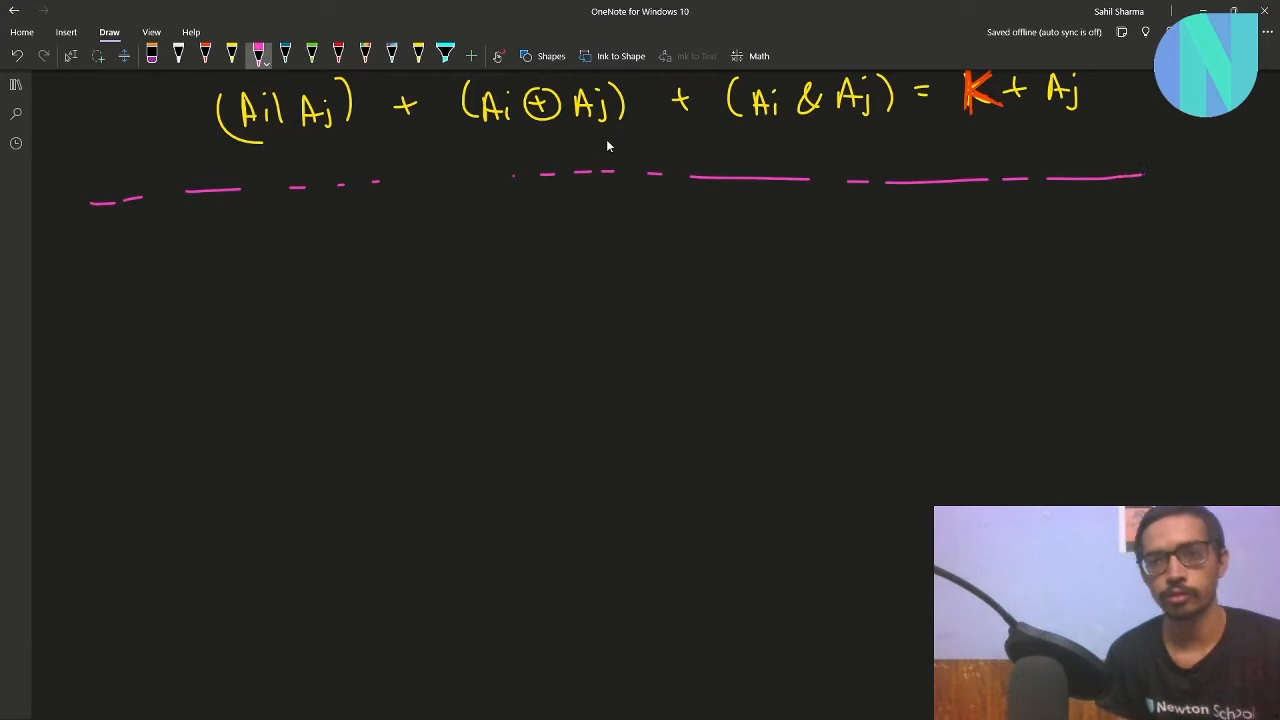 OneNote for Windows 10
Sahil Sharma
Home Insert Draw View Help
Saved offline (auto sync is off)
Shapes Ink to Shape Ink to Text Math
(Ai | Aj) + (Ai ⊕ Aj) + (Ai & Aj) = K + Aj
Newton School